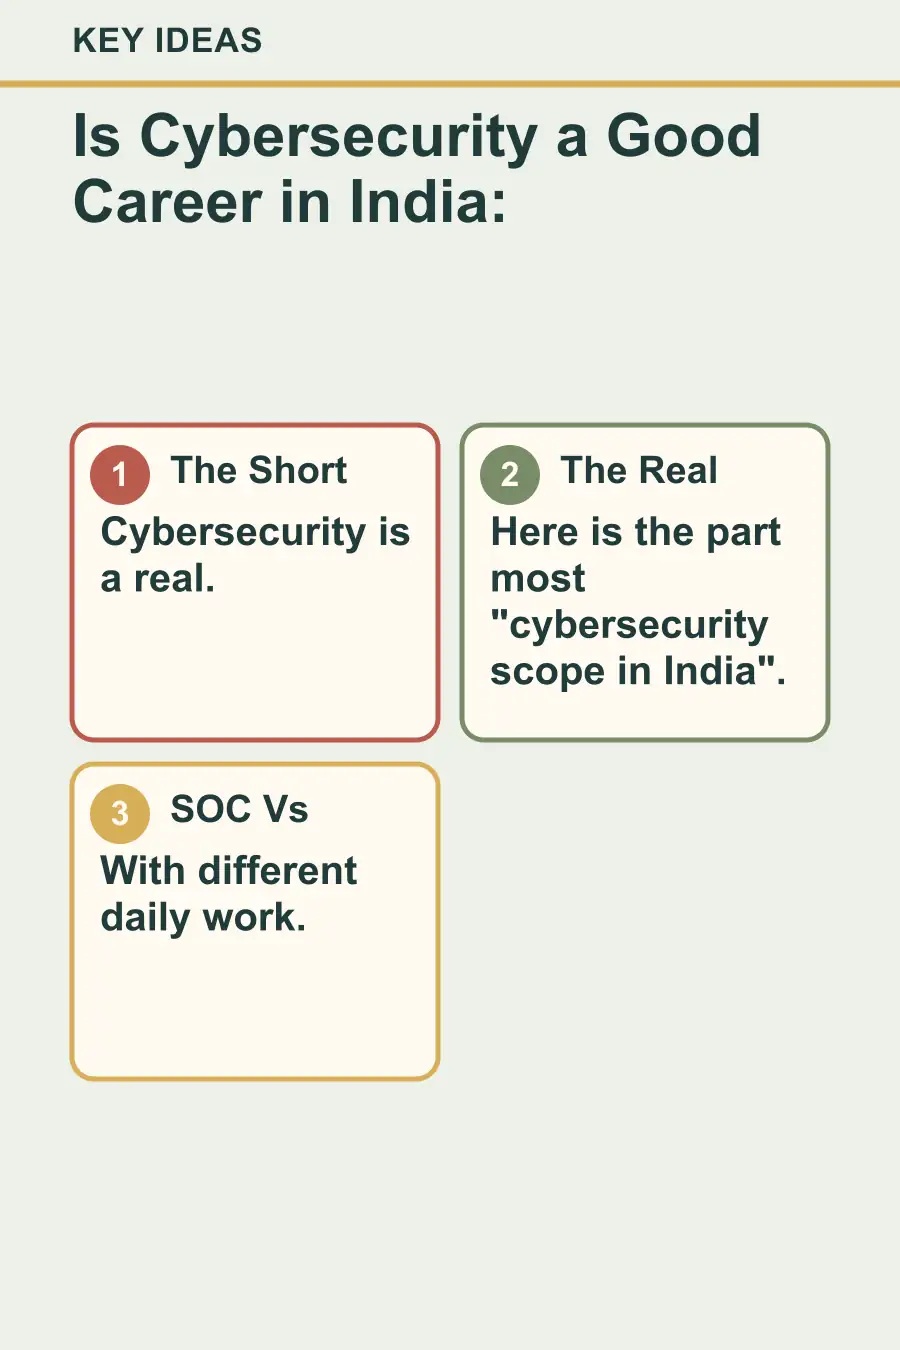 KEY IDEAS
Is Cybersecurity a Good
Career in India:
1 The Short
Cybersecurity is
a real.
2 The Real
Here is the part
most
"cybersecurity
scope in India".
3 SOC Vs
With different
daily work.